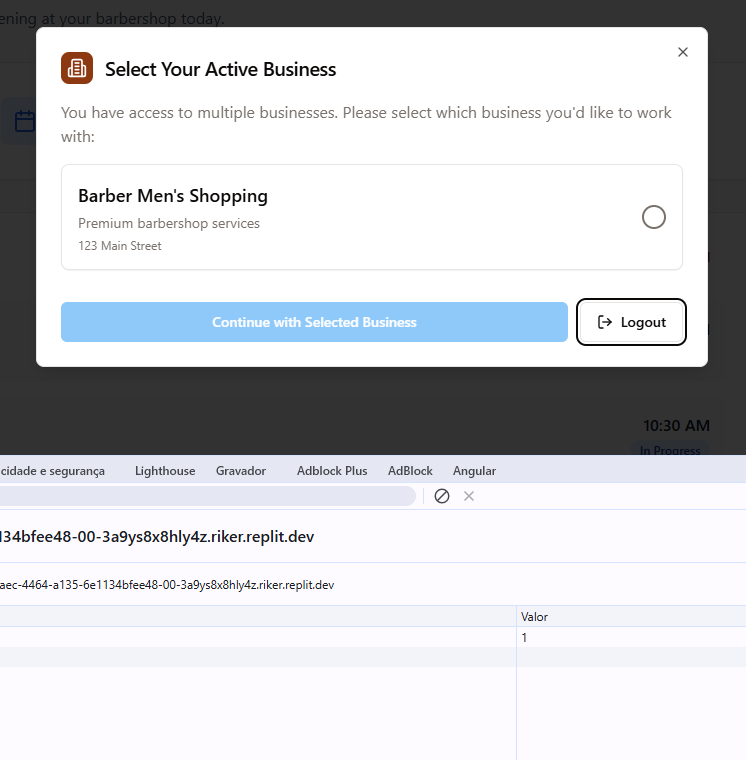 ening at your barbershop today.
Select Your Active Business
You have access to multiple businesses. Please select which business you'd like to work
with:
Barber Men's Shopping
Premium barbershop services
123 Main Street
Continue with Selected Business
Logout
10:30 AM
In Progress
cidade e segurança Lighthouse Gravador Adblock Plus AdBlock Angular
134bfee48-00-3a9ys8x8hly4z.riker.replit.dev
aec-4464-a135-6e1134bfee48-00-3a9ys8x8hly4z.riker.replit.dev
Valor
1